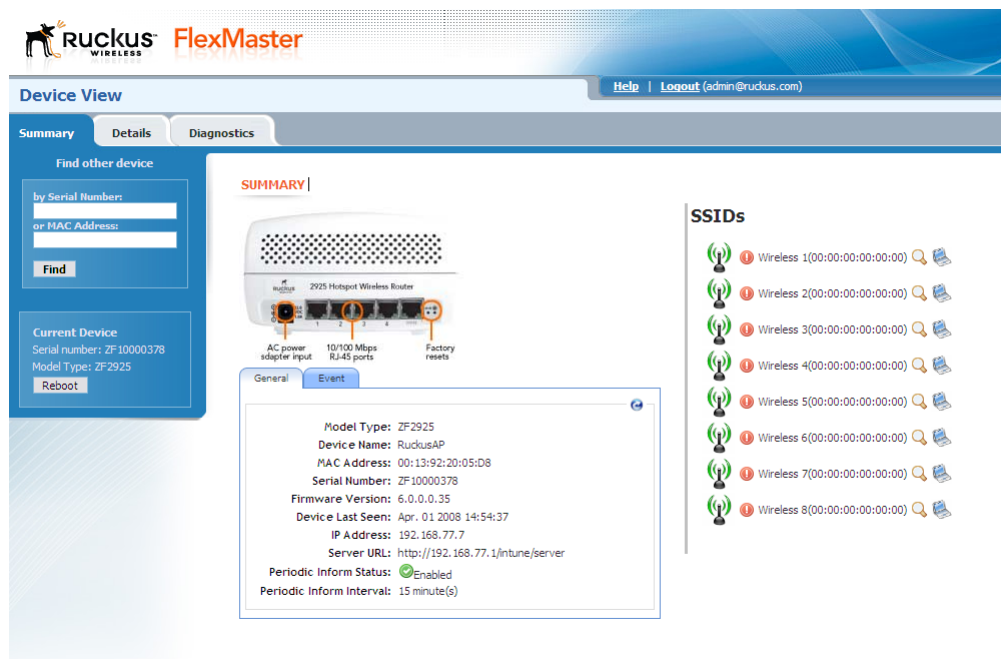 Ruckus WIRELESS FlexMaster
Device View
Help | Logout (admin@ruckus.com)
Summary Details Diagnostics
Find other device
by Serial Number:
or MAC Address:
Find
Current Device
Serial number: ZF10000378
Model Type: ZF2925
Reboot
SUMMARY
Ruckus 2925 Hotspot Wireless Router
1 2 3 4
AC power adapter input
10/100 Mbps RJ-45 ports
Factory resets
General Event
Model Type: ZF2925
Device Name: RuckusAP
MAC Address: 00:13:92:20:05:D8
Serial Number: ZF10000378
Firmware Version: 6.0.0.0.35
Device Last Seen: Apr. 01 2008 14:54:37
IP Address: 192.168.77.7
Server URL: http://192.168.77.1/intune/server
Periodic Inform Status: Enabled
Periodic Inform Interval: 15 minute(s)
SSIDs
Wireless 1(00:00:00:00:00:00)
Wireless 2(00:00:00:00:00:00)
Wireless 3(00:00:00:00:00:00)
Wireless 4(00:00:00:00:00:00)
Wireless 5(00:00:00:00:00:00)
Wireless 6(00:00:00:00:00:00)
Wireless 7(00:00:00:00:00:00)
Wireless 8(00:00:00:00:00:00)